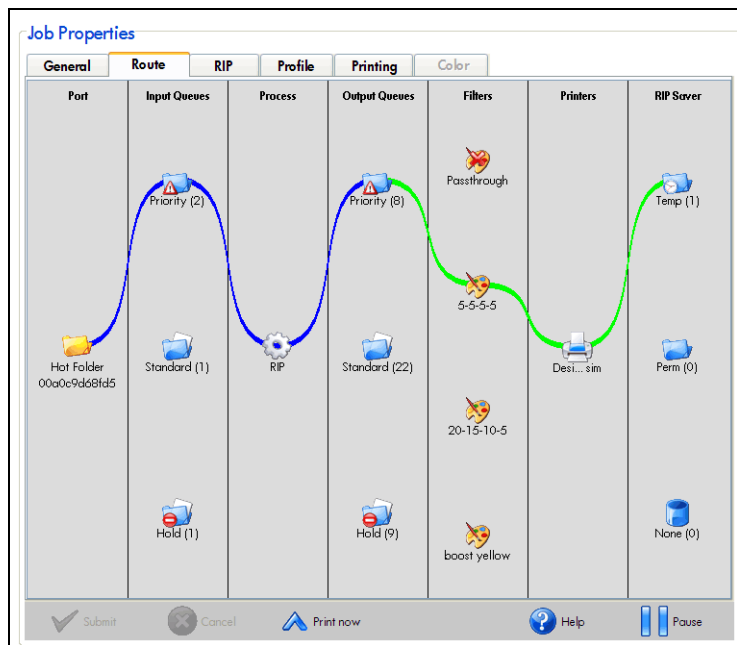 Job Properties
General Route RIP Profile Printing Color
Port Input Queues Process Output Queues Filters Printers RIP Saver
Passthrough
Priority (2) Priority (8) Temp (1)
5-5-5-5
Hot Folder Standard (1) RIP Standard (22) Desi... sim Perm (0)
00a0c9d68fd5
20-15-10-5
Hold (1) Hold (9) None (0)
boost yellow
Submit Cancel Print now Help Pause